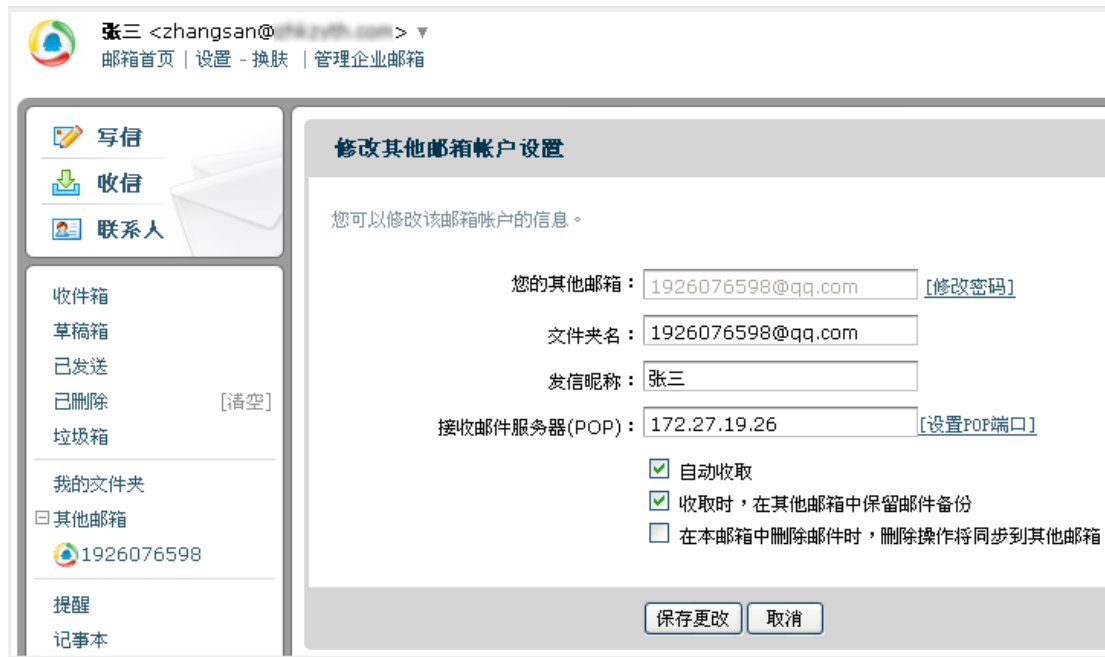 张三 <zhangsan@ > ▼
邮箱首页 | 设置 - 换肤 | 管理企业邮箱
写信
收信
联系人
收件箱
草稿箱
已发送
已删除 [清空]
垃圾箱
我的文件夹
其他邮箱
1926076598
提醒
记事本
修改其他邮箱帐户设置
您可以修改该邮箱帐户的信息。
您的其他邮箱： 1926076598@qq.com [修改密码]
文件夹名： 1926076598@qq.com
发信昵称： 张三
接收邮件服务器(POP)： 172.27.19.26 [设置POP端口]
自动收取
收取时，在其他邮箱中保留邮件备份
在本邮箱中删除邮件时，删除操作将同步到其他邮箱
保存更改 取消